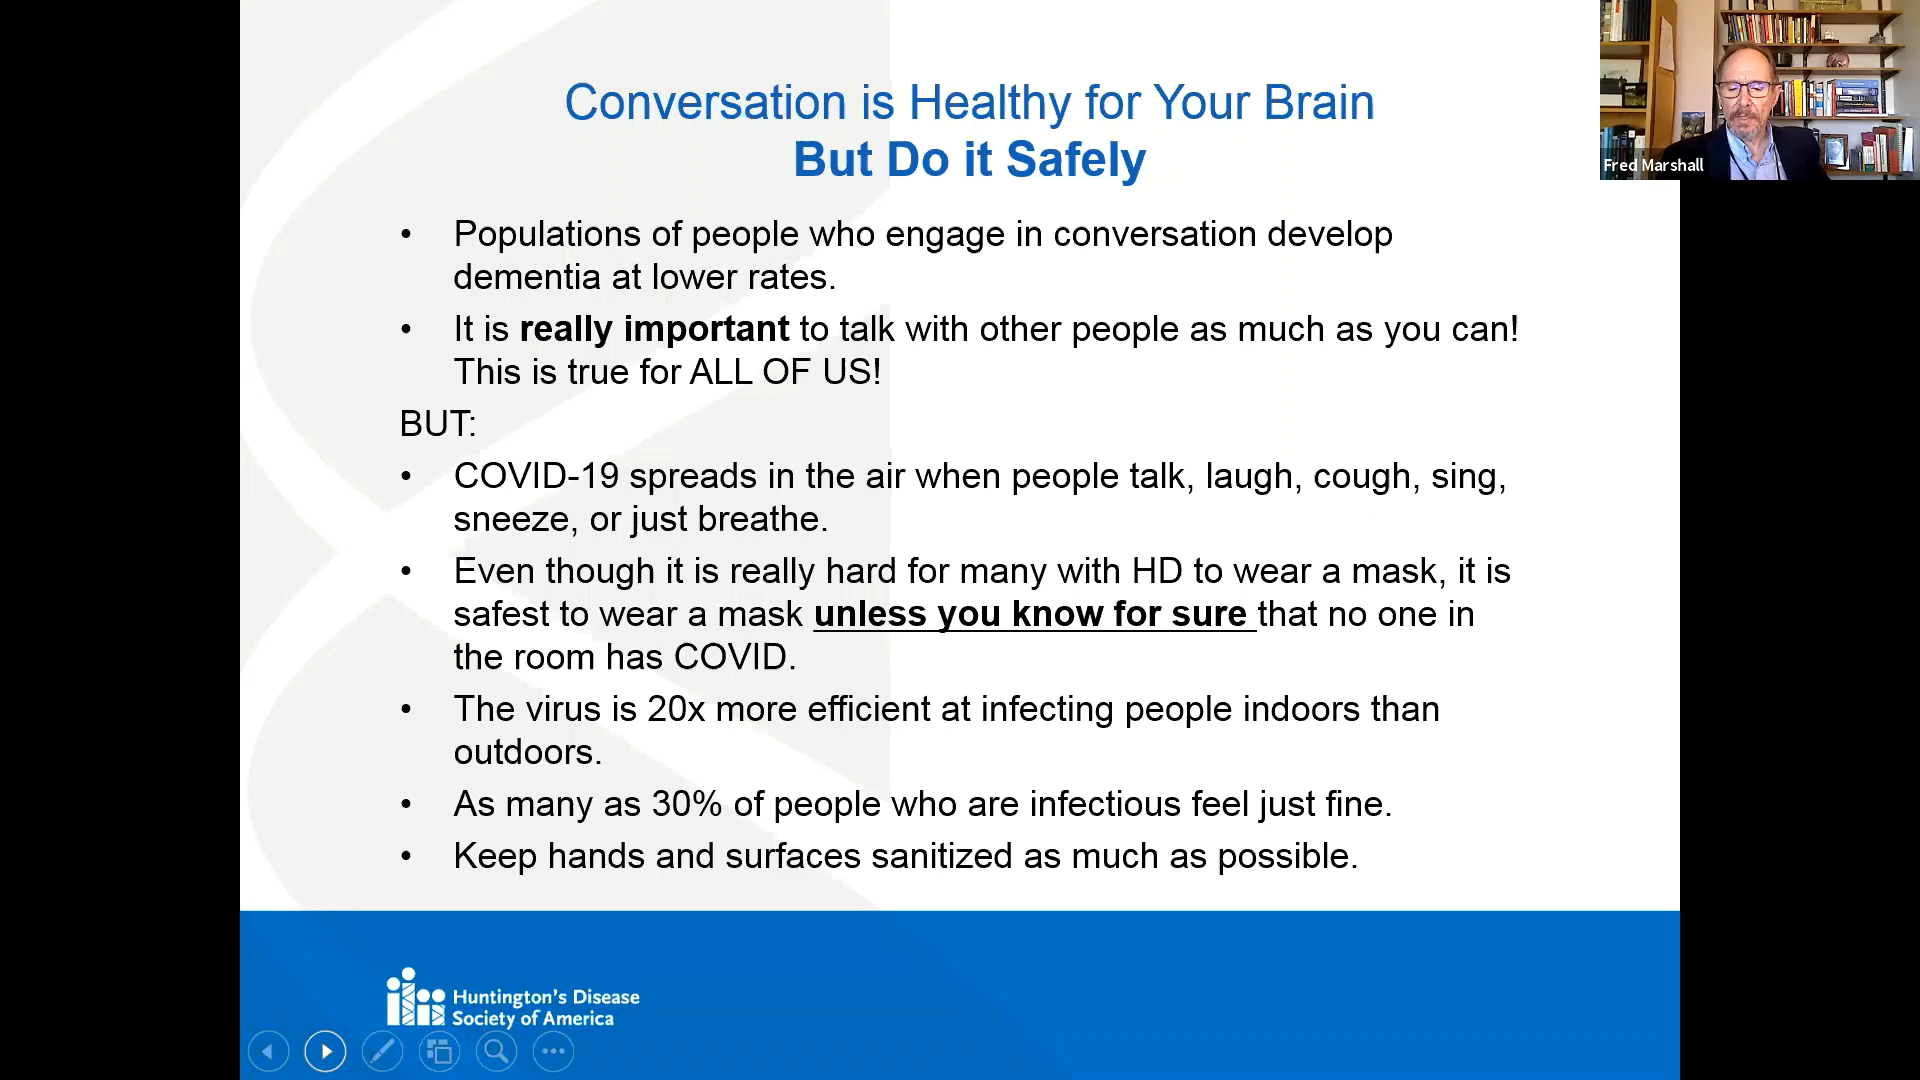 Conversation is Healthy for Your Brain
But Do it Safely
Fred Marshall
• Populations of people who engage in conversation develop
dementia at lower rates.
• It is really important to talk with other people as much as you can!
This is true for ALL OF US!
BUT:
• COVID-19 spreads in the air when people talk, laugh, cough, sing,
sneeze, or just breathe.
• Even though it is really hard for many with HD to wear a mask, it is
safest to wear a mask unless you know for sure that no one in
the room has COVID.
• The virus is 20x more efficient at infecting people indoors than
outdoors.
• As many as 30% of people who are infectious feel just fine.
• Keep hands and surfaces sanitized as much as possible.
Huntington's Disease
Society of America